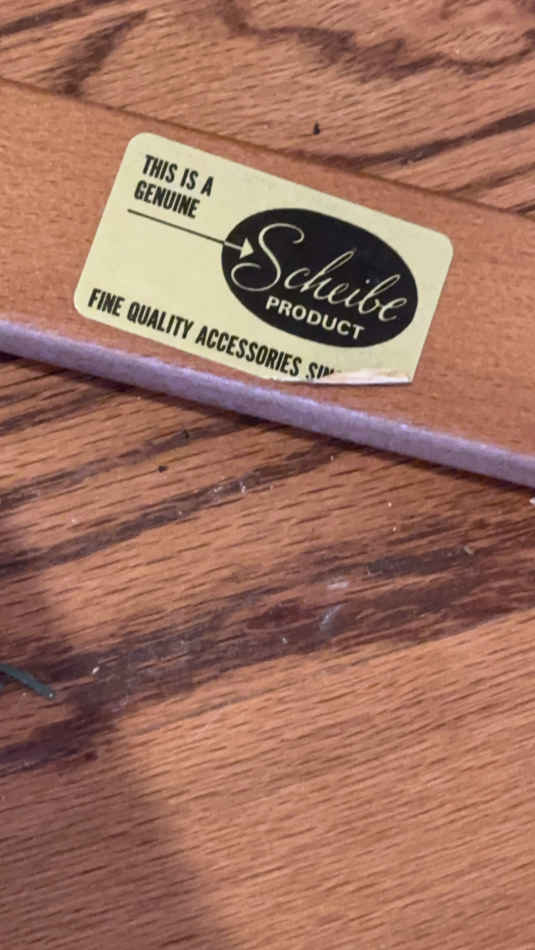 THIS IS A
GENUINE
Scheibe
PRODUCT
FINE QUALITY ACCESSORIES